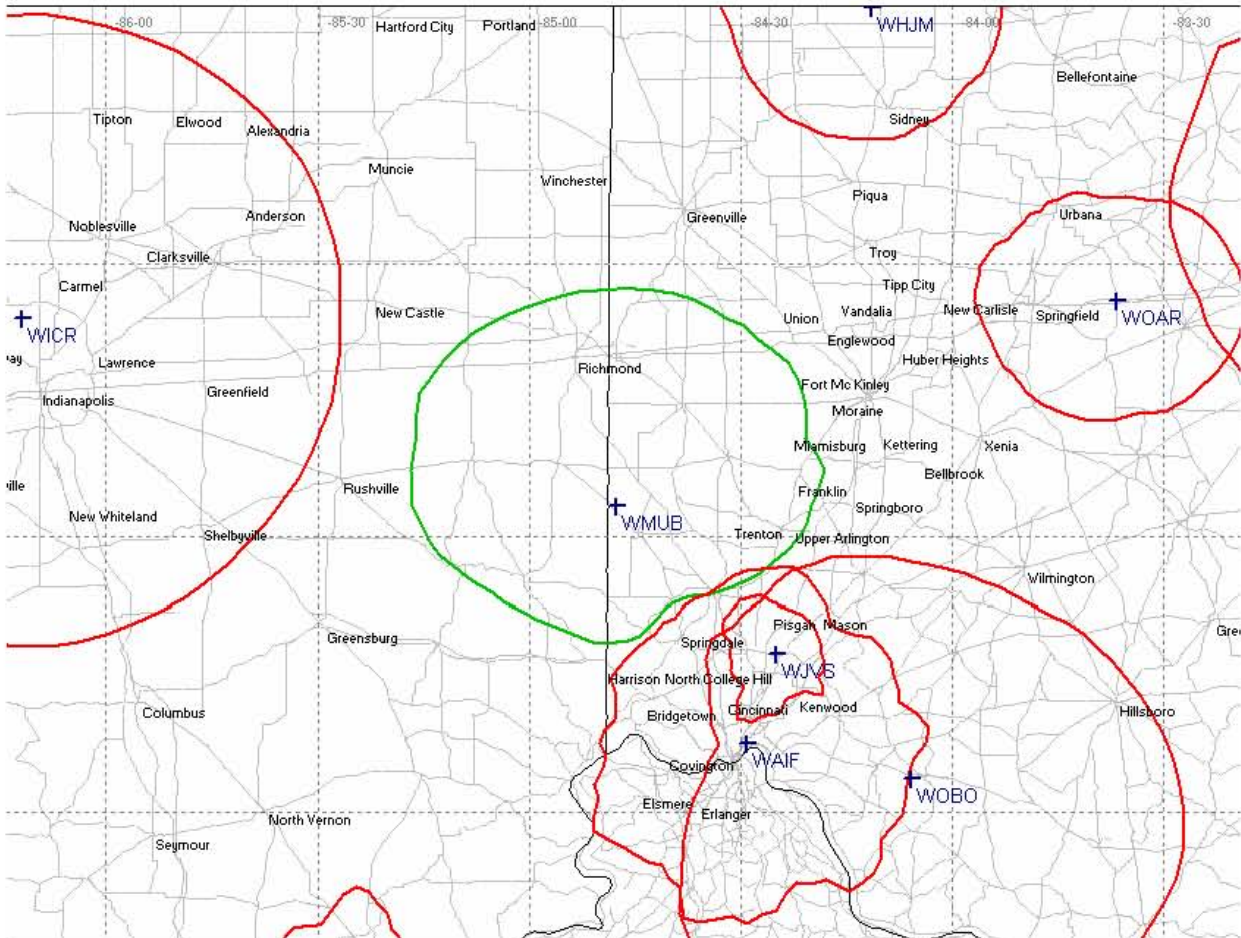 -86-00
-85-30
-85-00
-84-30
-84-00
-83-30
Hartford City
Portland
WHJM
Bellefontaine
Tipton
Elwood
Alexandria
Sidney
Muncie
Winchester
Piqua
Noblesville
Anderson
Greenville
Urbana
Clarksville
Troy
Carmel
Tipp City
New Castle
Union
Vandalia
New Carlisle
Springfield
WOAR
WICR
Englewood
way
Lawrence
Richmond
Huber Heights
Greenfield
Fort Mc Kinley
Indianapolis
Moraine
Miamisburg
Kettering
Xenia
Bellbrook
ville
Rushville
Franklin
Springboro
New Whiteland
WMUB
Shelbyville
Trenton
Upper Arlington
Wilmington
Greensburg
Pisgah
Mason
Gree
Springdale
WJVS
Harrison
North College Hill
Columbus
Bridgetown
Cincinnati
Kenwood
Hillsboro
WAIF
Covington
WOBO
Elsmere
Erlanger
North Vernon
Seymour